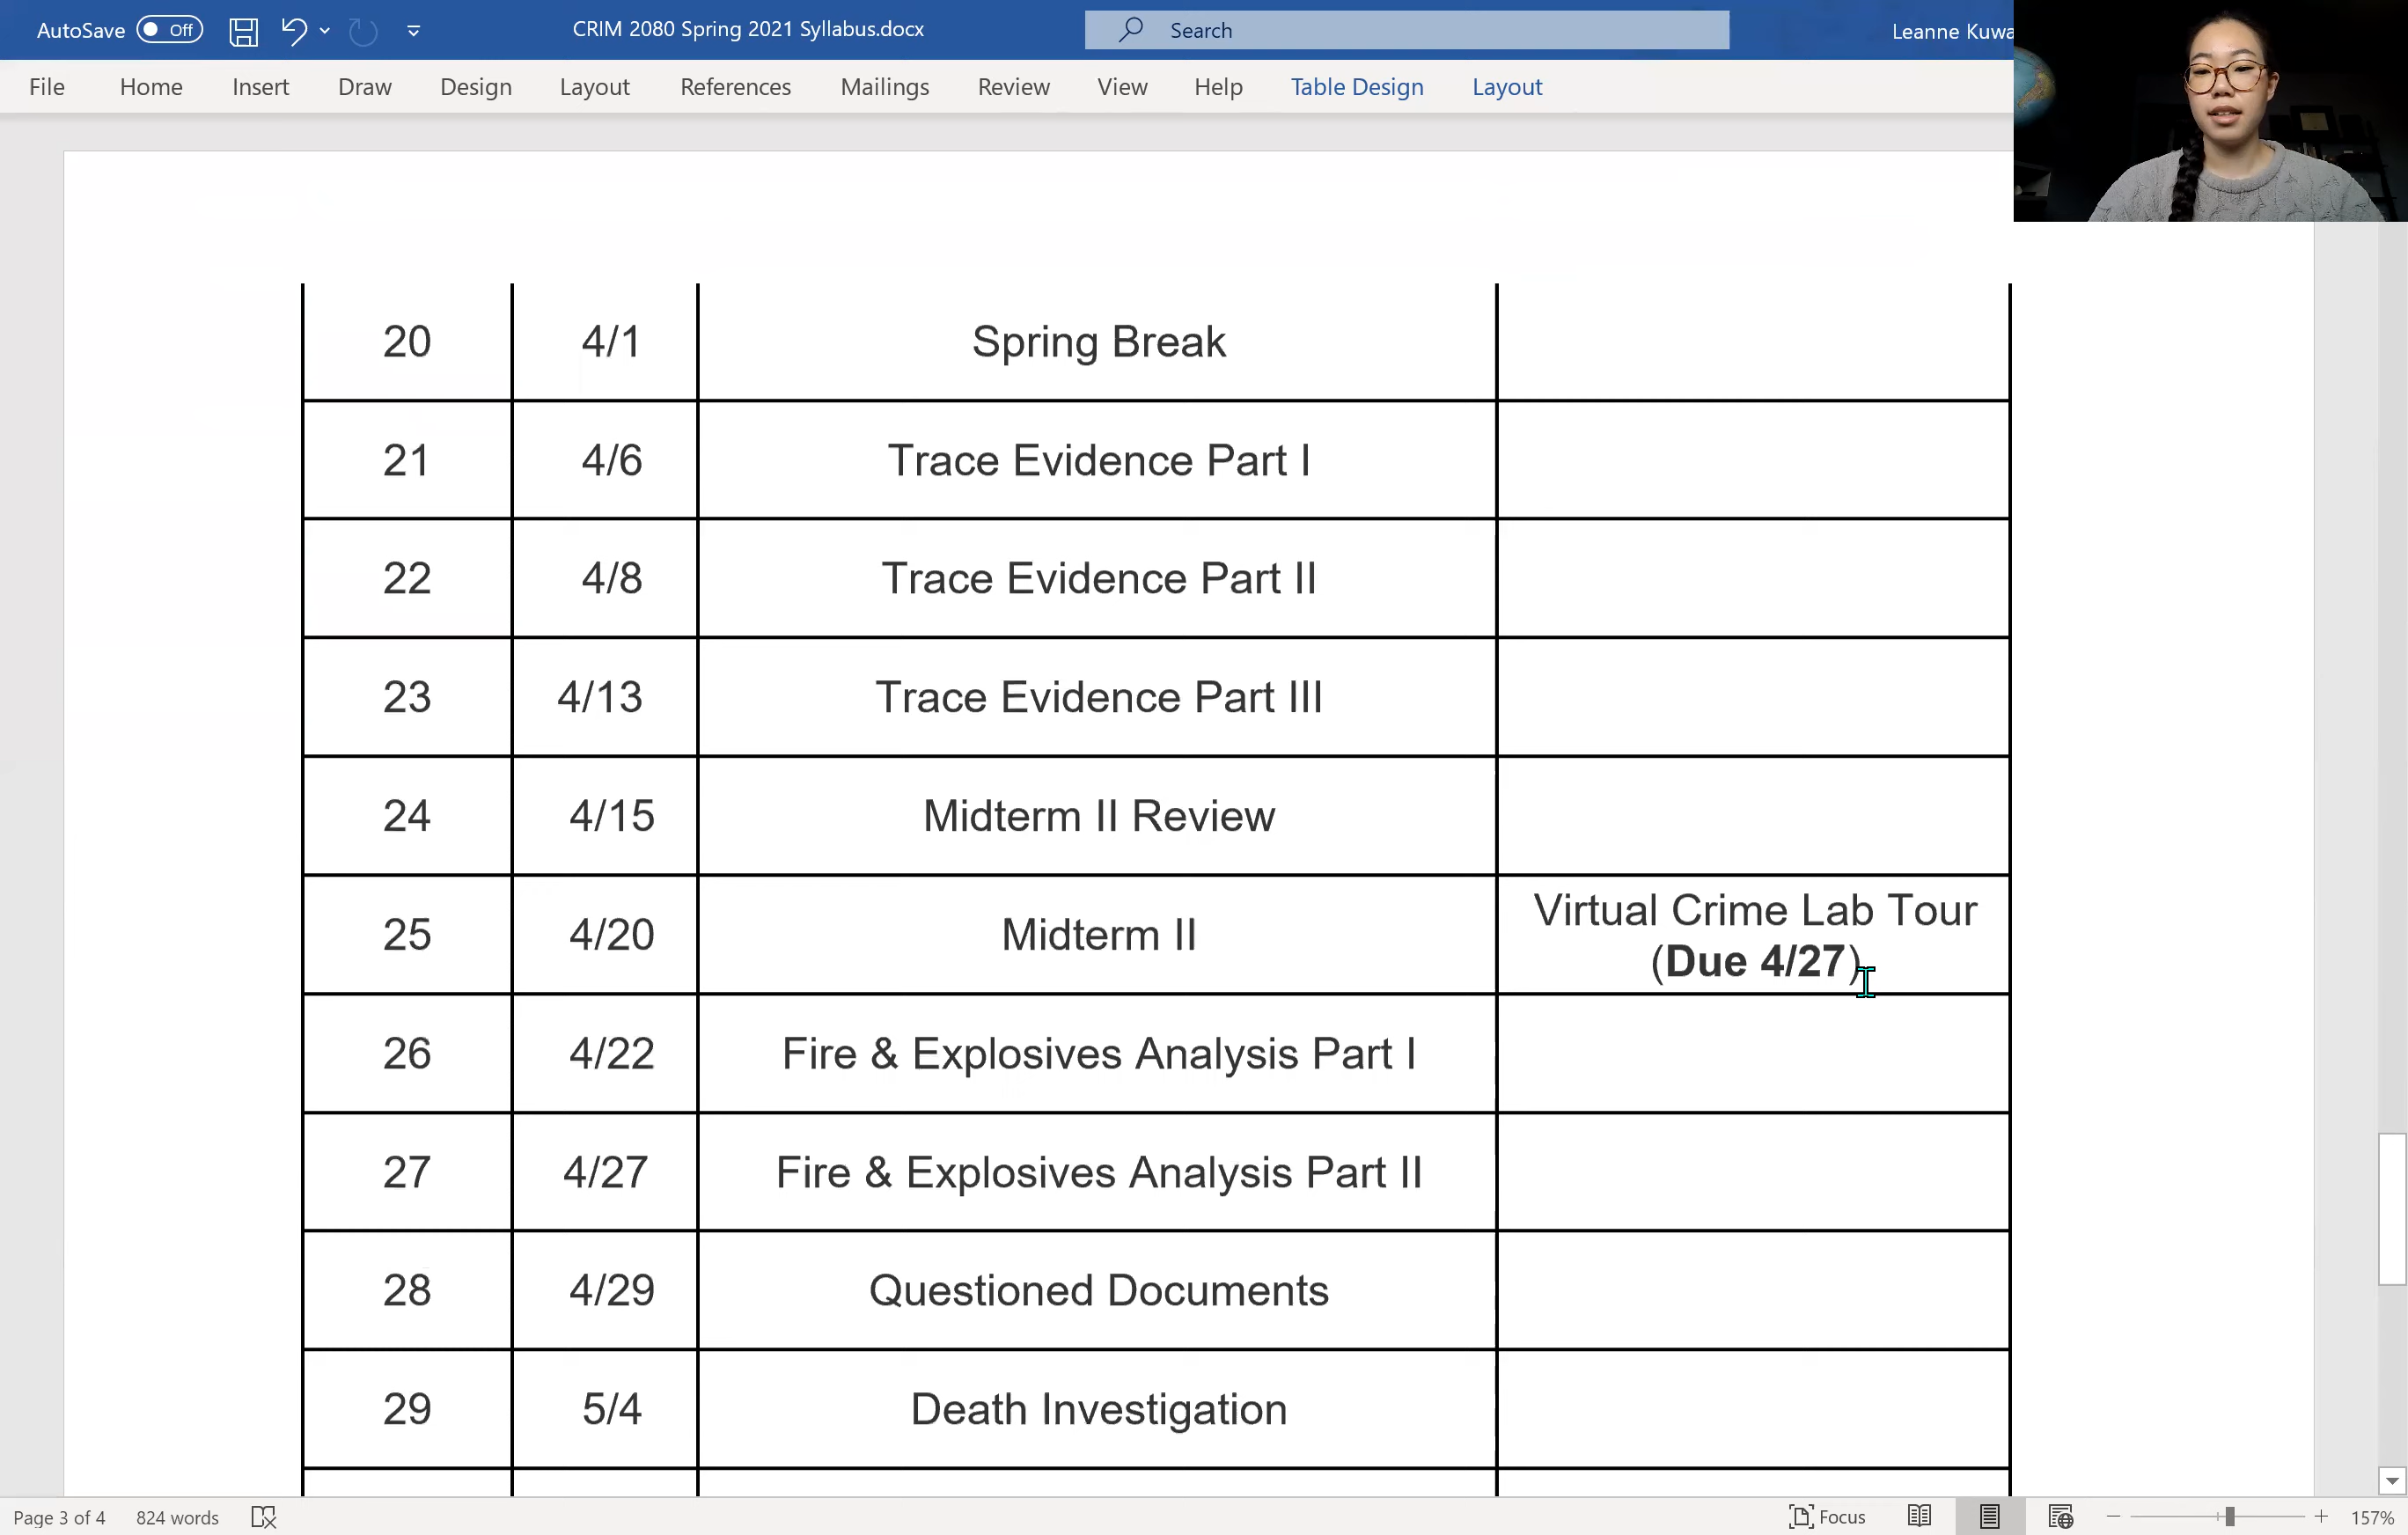 AutoSave Off CRIM 2080 Spring 2021 Syllabus.docx Search Leanne Kuwa
File Home Insert Draw Design Layout References Mailings Review View Help Table Design Layout
20 4/1 Spring Break
21 4/6 Trace Evidence Part I
22 4/8 Trace Evidence Part II
23 4/13 Trace Evidence Part III
24 4/15 Midterm II Review
25 4/20 Midterm II Virtual Crime Lab Tour
(Due 4/27)
26 4/22 Fire & Explosives Analysis Part I
27 4/27 Fire & Explosives Analysis Part II
28 4/29 Questioned Documents
29 5/4 Death Investigation
Page 3 of 4 824 words Focus 157%